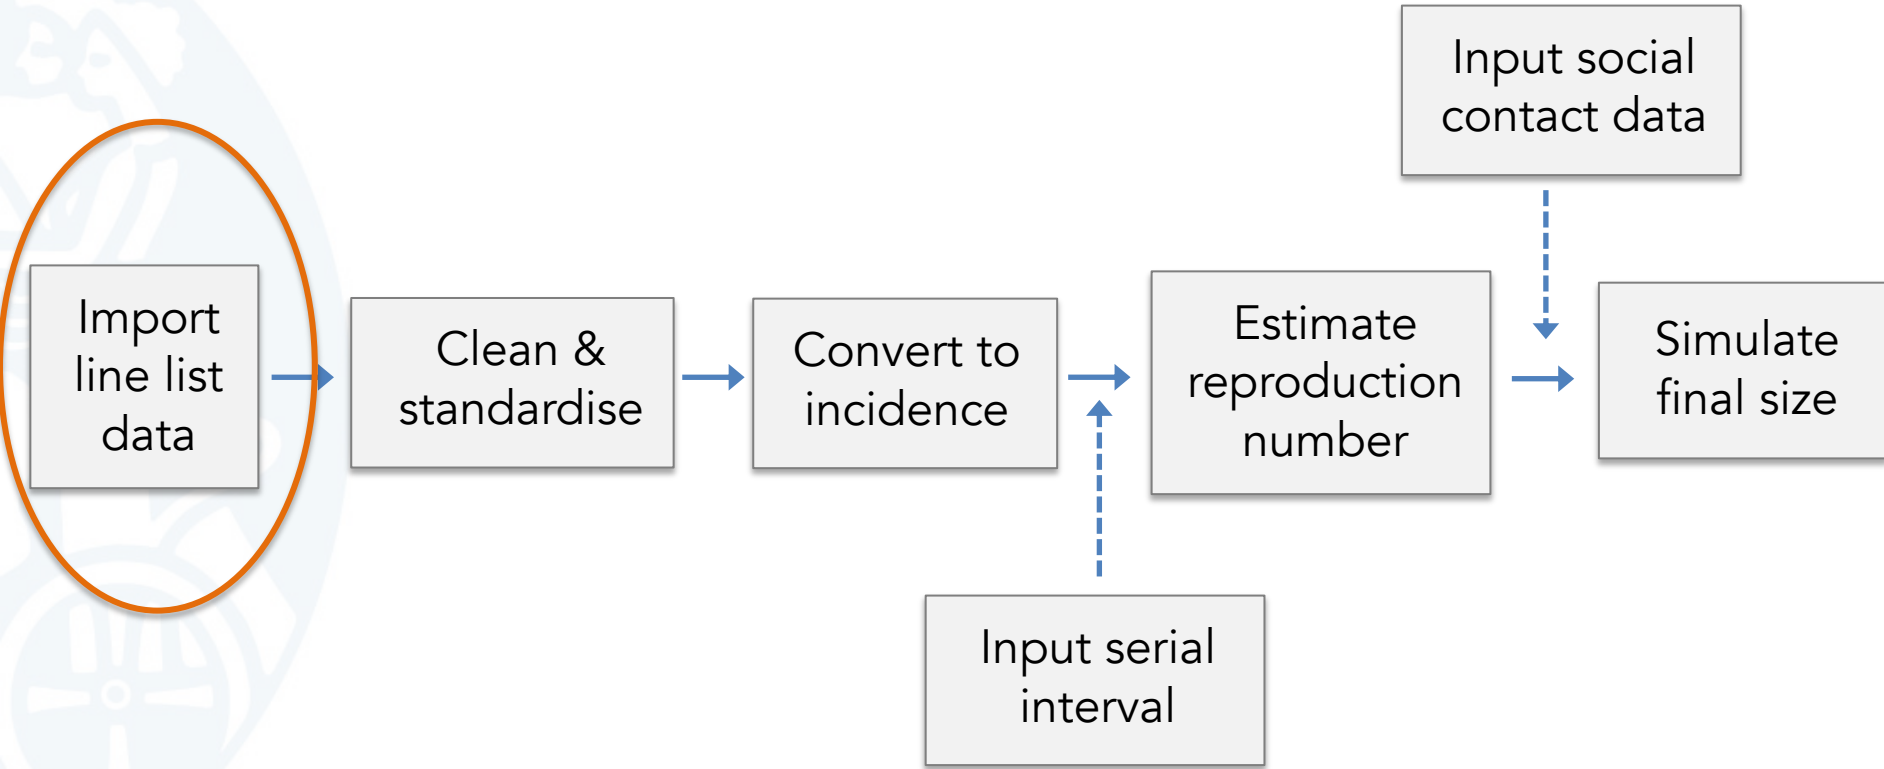 Input social
contact data
Import
line list
data
Clean &
standardise
Convert to
incidence
Estimate
reproduction
number
Simulate
final size
Input serial
interval